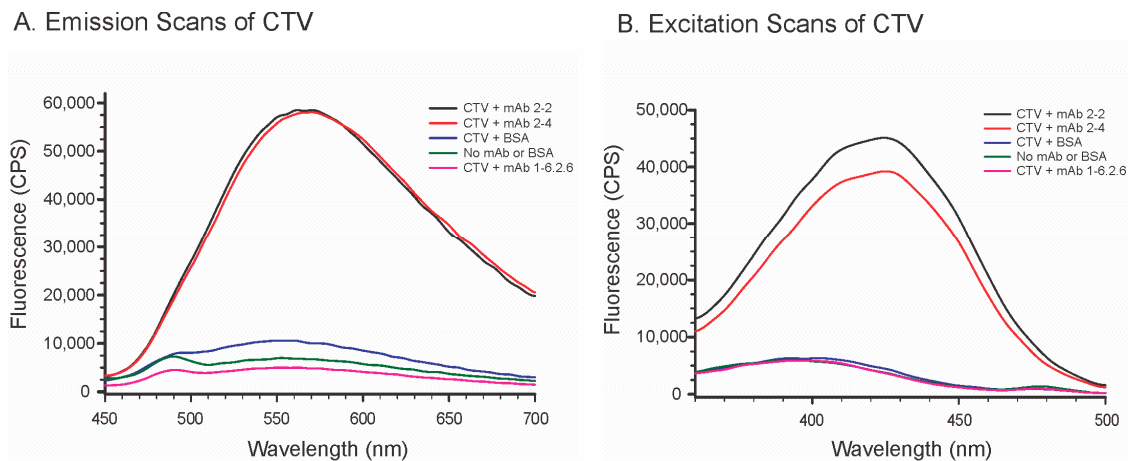 A. Emission Scans of CTV
Fluorescence (CPS)
60,000
50,000
40,000
30,000
20,000
10,000
0
450
500
550
600
650
700
Wavelength (nm)
CTV + mAb 2-2
CTV + mAb 2-4
CTV + BSA
No mAb or BSA
CTV + mAb 1-6.2.6
B. Excitation Scans of CTV
Fluorescence (CPS)
50,000
40,000
30,000
20,000
10,000
0
400
450
500
Wavelength (nm)
CTV + mAb 2-2
CTV + mAb 2-4
CTV + BSA
No mAb or BSA
CTV + mAb 1-6.2.6